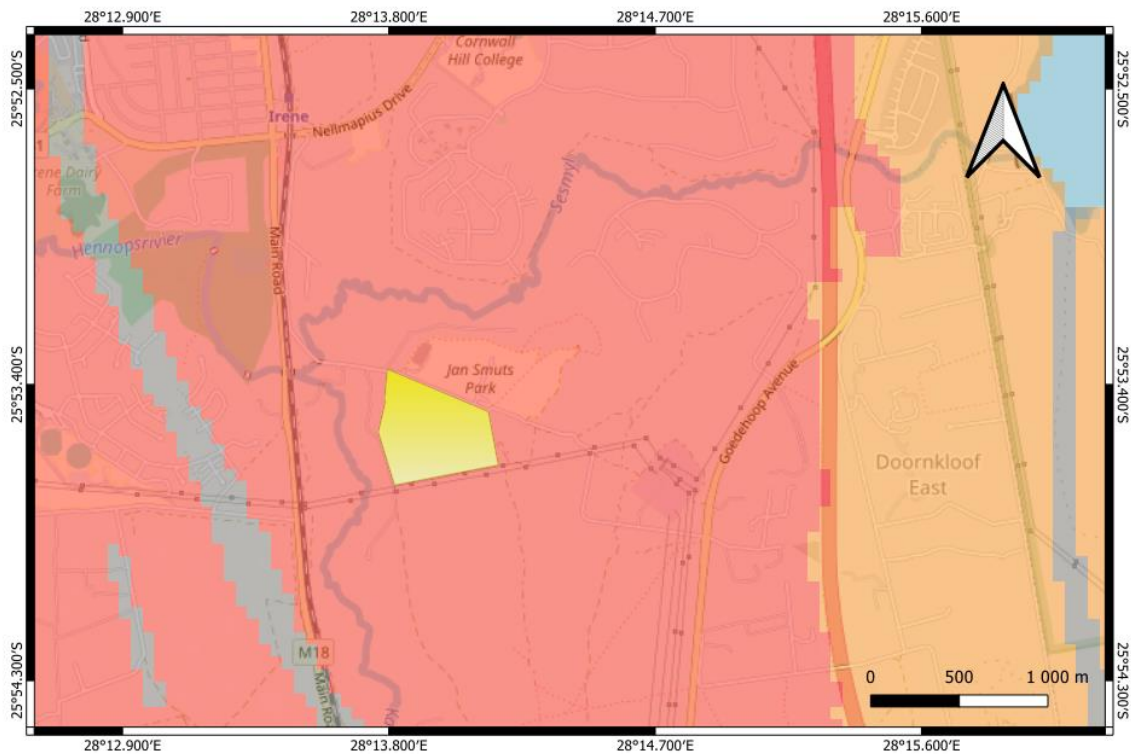 28°12.900'E 28°13.800'E 28°14.700'E 28°15.600'E
25°52.500'S
25°52.500'S
Cornwall
Hill College
Irene
Nellmapius Drive
1
ene Dairy
Farm
Sesmyl
Hennopsrivier
Main Road
25°53.400'S
25°53.400'S
Jan Smuts
Park
Goedehoop Avenue
Doornkloof
East
M18
Main Ro
25°54.300'S
25°54.300'S
0 500 1 000 m
28°12.900'E 28°13.800'E 28°14.700'E 28°15.600'E